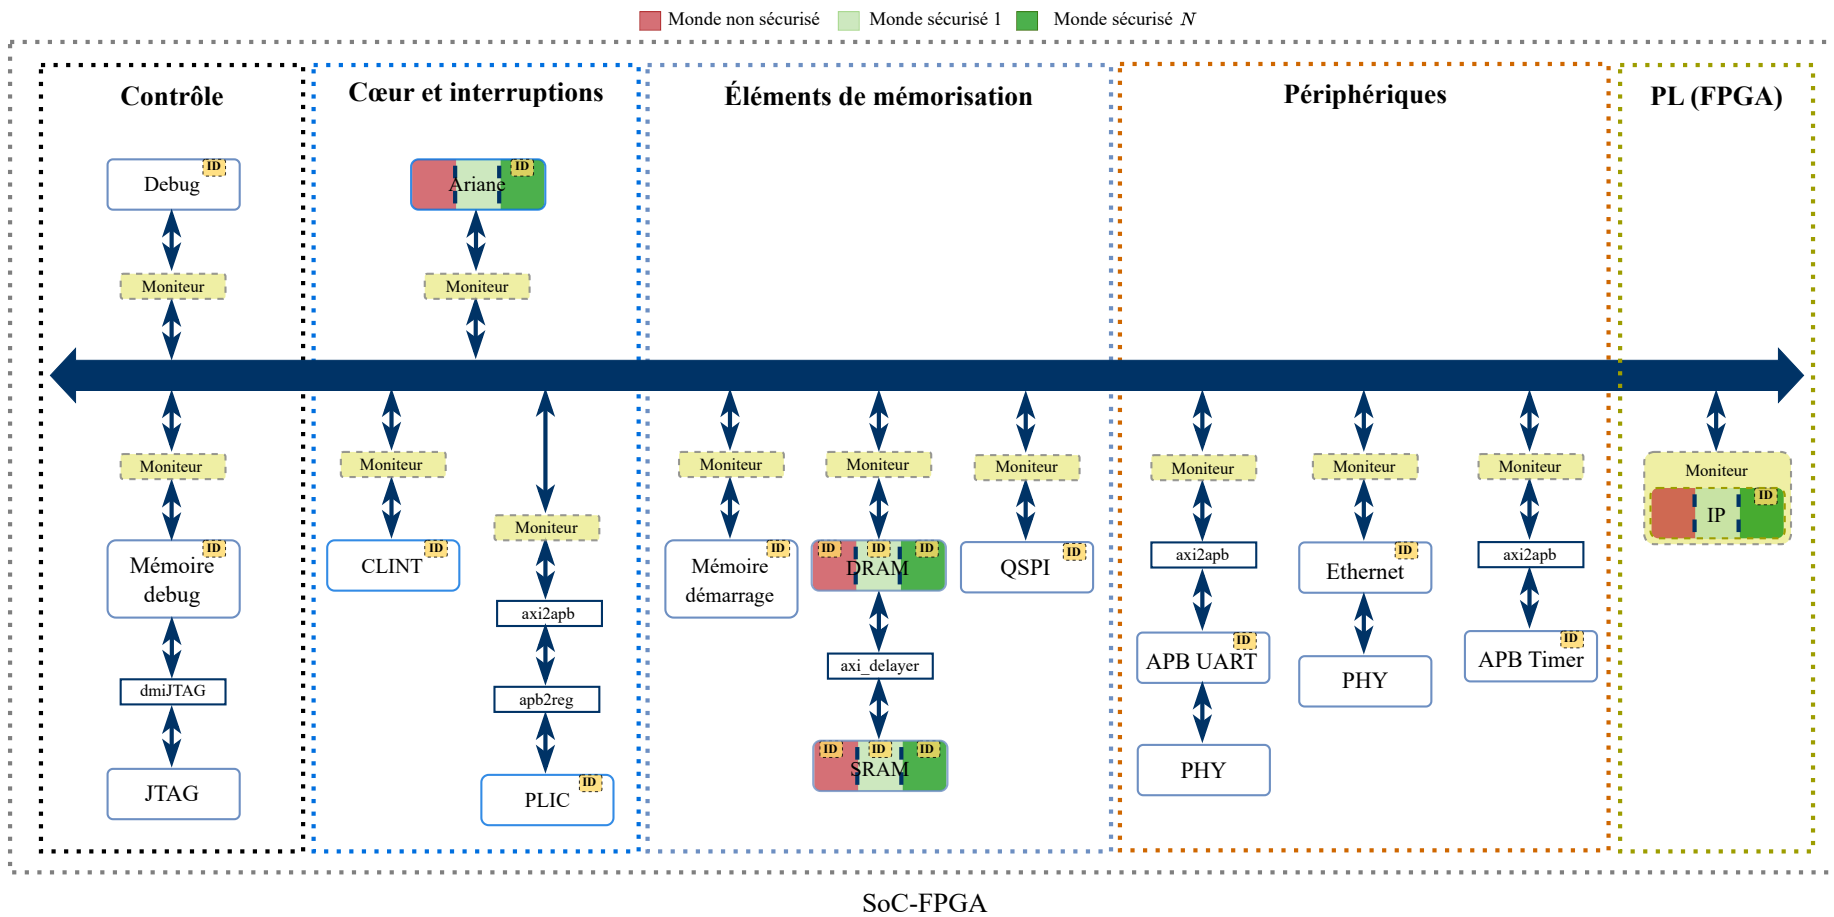 Monde non sécurisé
Monde sécurisé 1
Monde sécurisé N
Contrôle
Cœur et interruptions
Éléments de mémorisation
Périphériques
PL (FPGA)
ID
Debug
Moniteur
ID
Ariane
Moniteur
Moniteur
ID
Mémoire
debug
dmiJTAG
JTAG
Moniteur
ID
CLINT
Moniteur
axi2apb
apb2reg
ID
PLIC
Moniteur
ID
Mémoire
démarrage
Moniteur
ID ID ID
DRAM
axi_delayer
ID ID ID
SRAM
Moniteur
ID
QSPI
Moniteur
axi2apb
ID
APB UART
PHY
Moniteur
ID
Ethernet
PHY
Moniteur
axi2apb
ID
APB Timer
Moniteur
ID
IP
SoC-FPGA